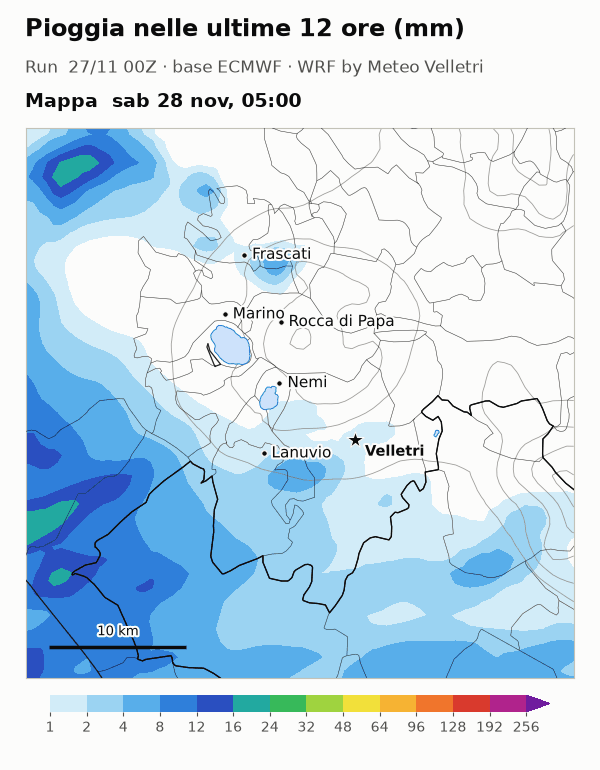 Pioggia nelle ultime 12 ore (mm)
Run 27/11 00Z · base ECMWF · WRF by Meteo Velletri
Mappa sab 28 nov, 05:00
Frascati
Marino
Rocca di Papa
Nemi
Velletri
Lanuvio
10 km
1 2 4 8 12 16 24 32 48 64 96 128 192 256